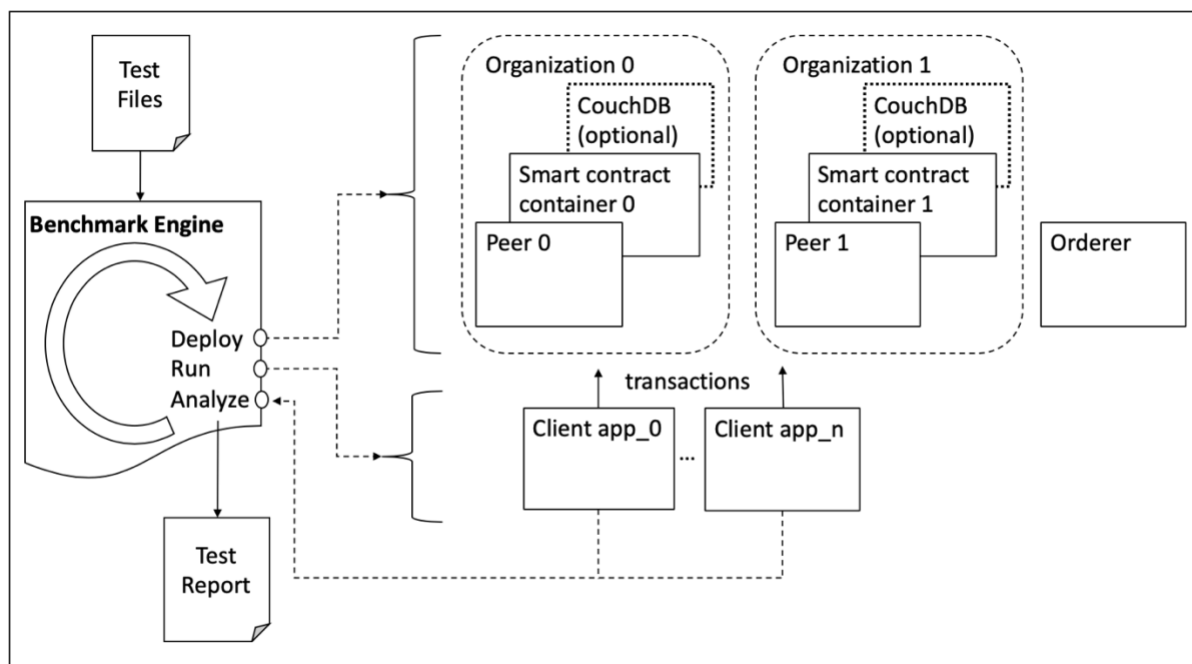 Test
Files
Benchmark Engine
Deploy
Run
Analyze
Test
Report
Organization 0
CouchDB
(optional)
Smart contract
container 0
Peer 0
Organization 1
CouchDB
(optional)
Smart contract
container 1
Peer 1
Orderer
transactions
Client app_0
...
Client app_n